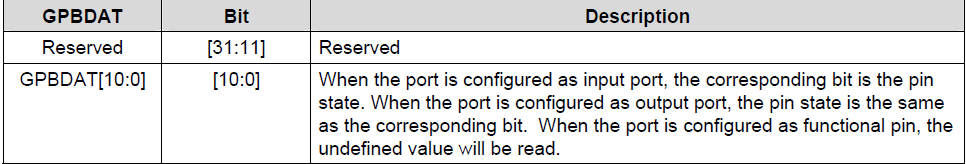 GPBDAT Bit Description
Reserved [31:11] Reserved
GPBDAT[10:0] [10:0] When the port is configured as input port, the corresponding bit is the pin
state. When the port is configured as output port, the pin state is the same
as the corresponding bit.  When the port is configured as functional pin, the
undefined value will be read.